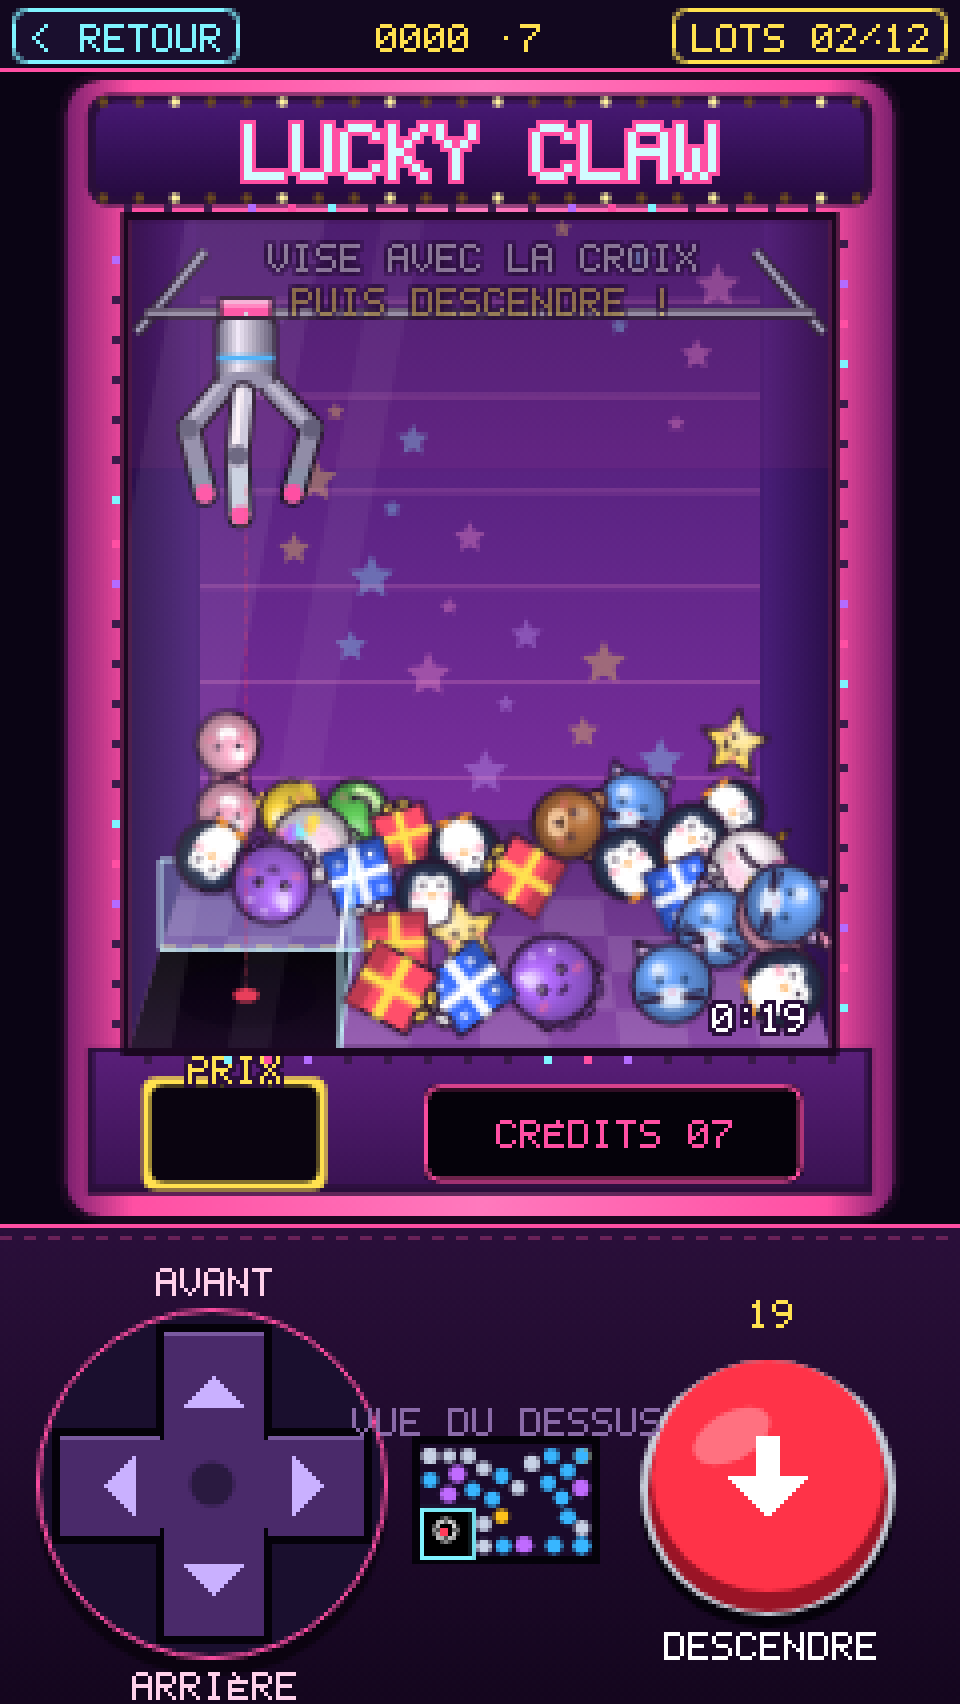 < RETOUR
0000 ·7
LOTS 02/12
LUCKY CLAW
VISE AVEC LA CROIX
PUIS DESCENDRE !
0:19
PRIX
CRÉDITS 07
AVANT
19
VUE DU DESSUS
DESCENDRE
ARRIÈRE